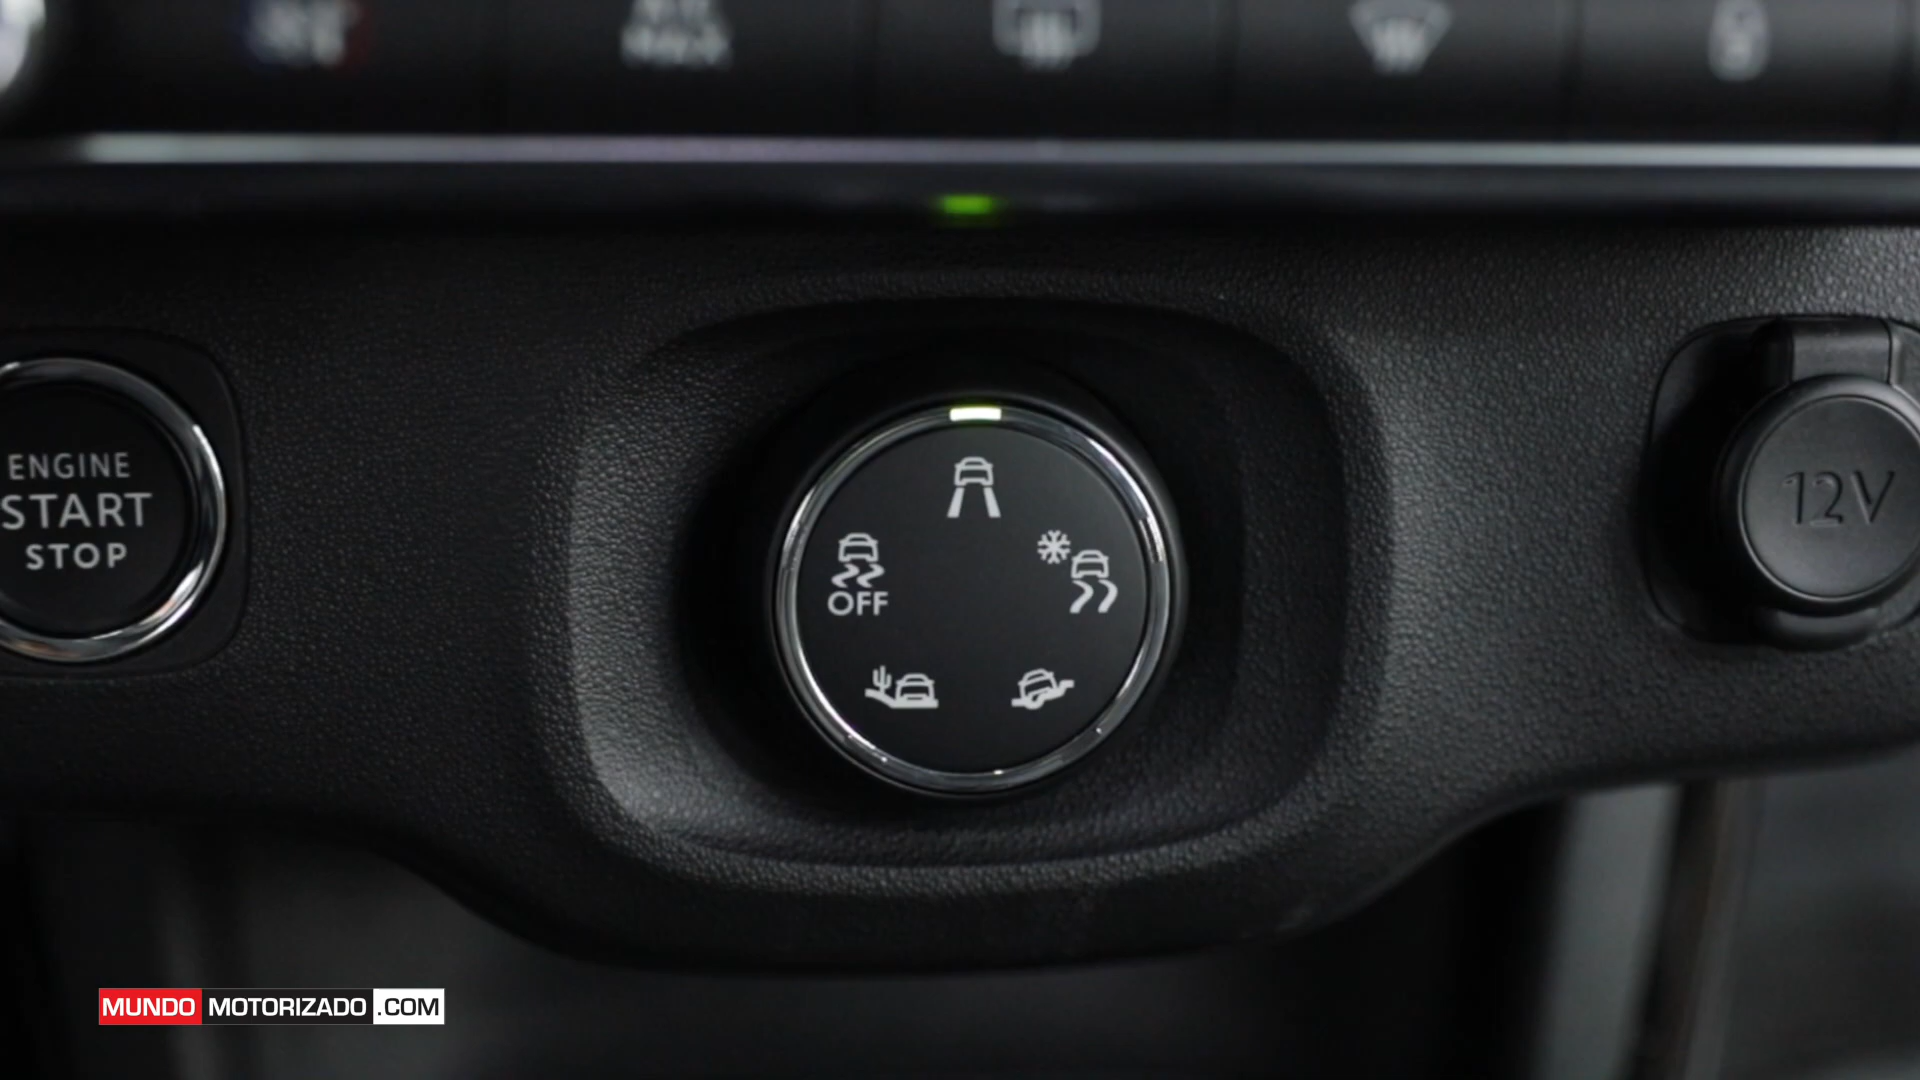 ENGINE
START
STOP
OFF
12V
MUNDO MOTORIZADO .COM